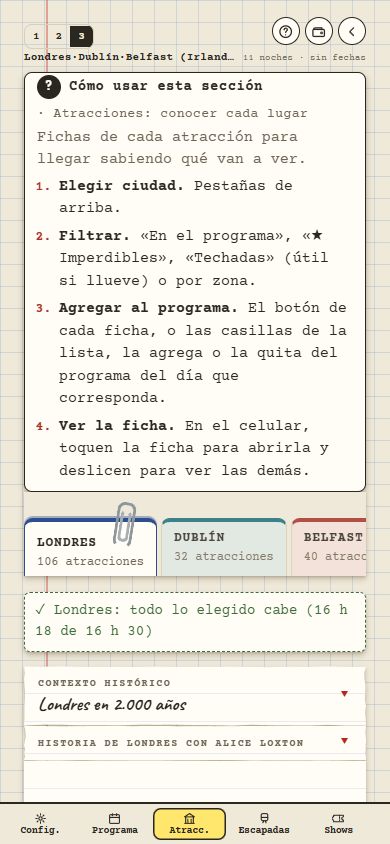 1 2 3
Londres·Dublín·Belfast (Irland… 11 noches · sin fechas
? Cómo usar esta sección
· Atracciones: conocer cada lugar
Fichas de cada atracción para
llegar sabiendo qué van a ver.
1. Elegir ciudad. Pestañas de
arriba.
2. Filtrar. «En el programa», «★
Imperdibles», «Techadas» (útil
si llueve) o por zona.
3. Agregar al programa. El botón de
cada ficha, o las casillas de la
lista, la agrega o la quita del
programa del día que
corresponda.
4. Ver la ficha. En el celular,
toquen la ficha para abrirla y
deslicen para ver las demás.
LONDRES
106 atracciones
DUBLÍN
32 atracciones
BELFAST
40 atracc
✓ Londres: todo lo elegido cabe (16 h
18 de 16 h 30)
CONTEXTO HISTÓRICO
Londres en 2.000 años
HISTORIA DE LONDRES CON ALICE LOXTON
Config. Programa Atracc. Escapadas Shows